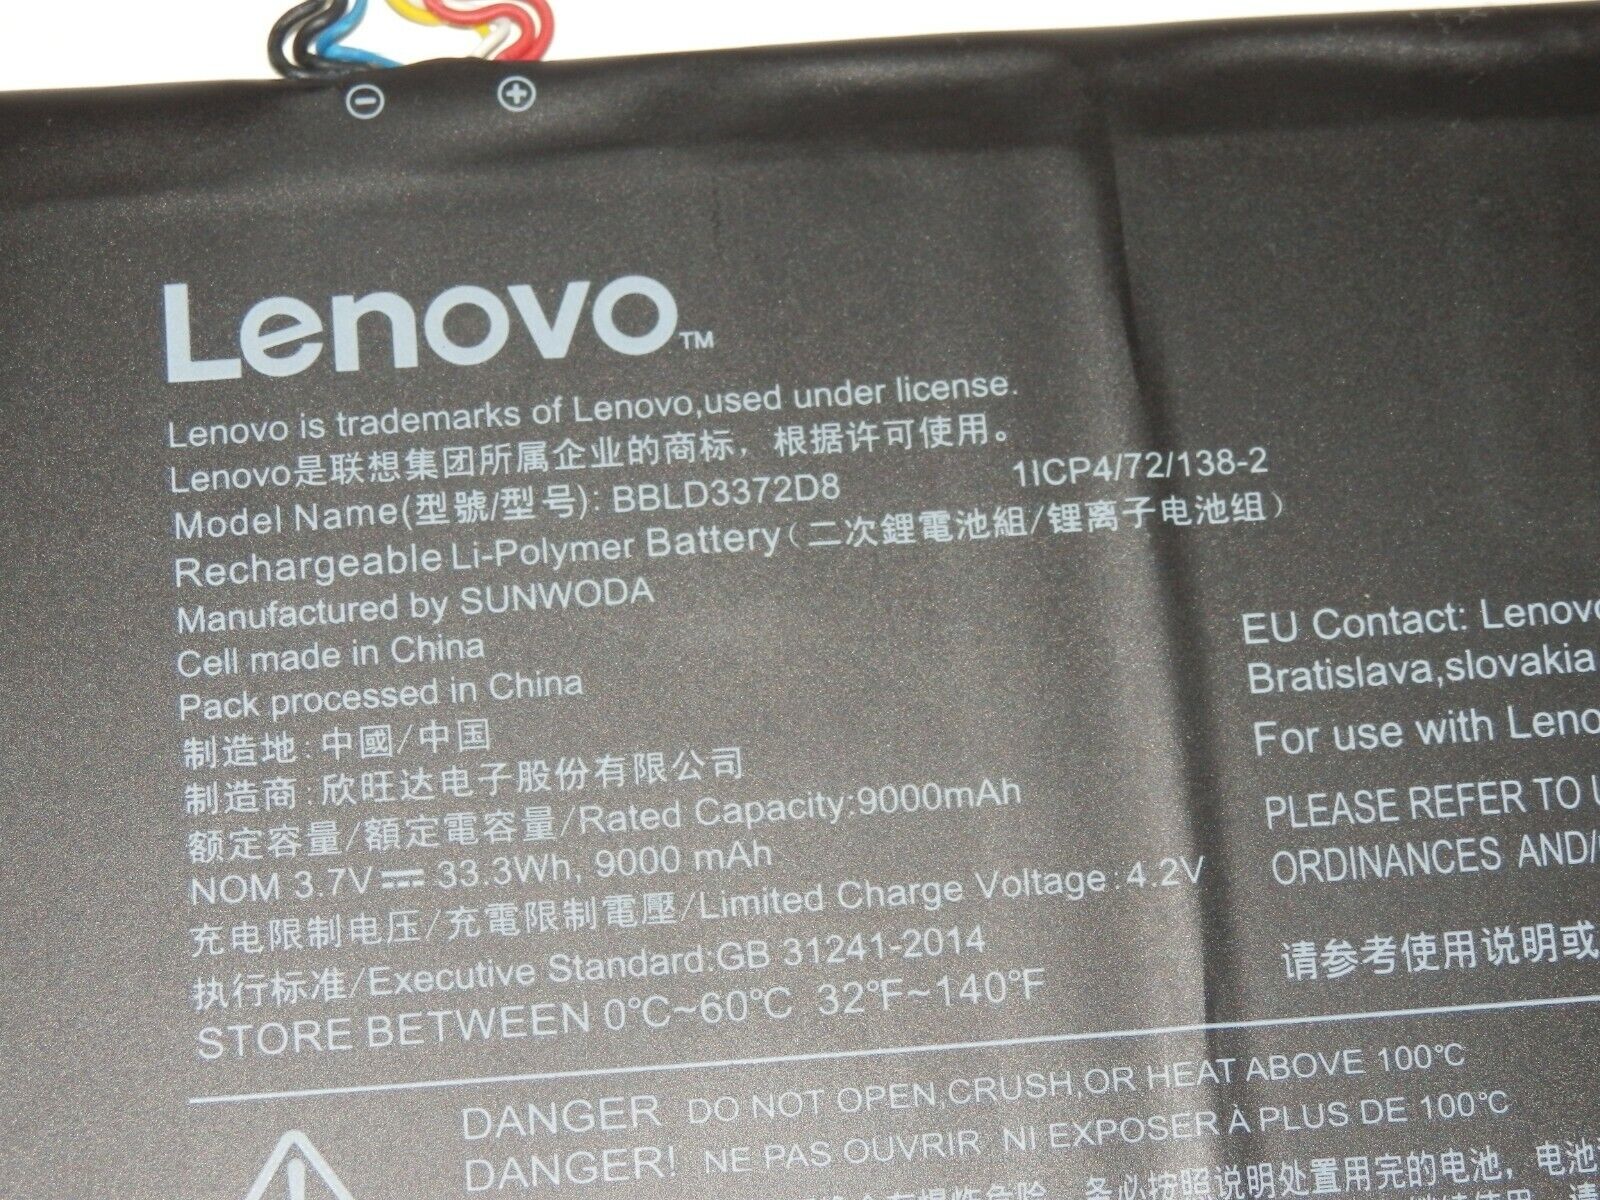 Lenovo™
Lenovo is trademarks of Lenovo,used under license.
Lenovo是联想集团所属企业的商标，根据许可使用。
Model Name(型號/型号): BBLD3372D8 1ICP4/72/138-2
Rechargeable Li-Polymer Battery（二次鋰電池組/锂离子电池组）
Manufactured by SUNWODA
Cell made in China
Pack processed in China
制造地:中國/中国
制造商:欣旺达电子股份有限公司
额定容量/額定電容量/Rated Capacity:9000mAh
NOM 3.7V⎓33.3Wh, 9000 mAh
充电限制电压/充電限制電壓/Limited Charge Voltage:4.2V
执行标准/Executive Standard:GB 31241-2014
STORE BETWEEN 0℃~60℃ 32℉~140℉
EU Contact: Lenovo
Bratislava,slovakia
For use with Leno
PLEASE REFER TO
ORDINANCES AND/
请参考使用说明或
DANGER DO NOT OPEN,CRUSH,OR HEAT ABOVE 100℃
DANGER! NE PAS OUVRIR NI EXPOSER À PLUS DE 100℃
务必按照说明处置用完的电池，电池